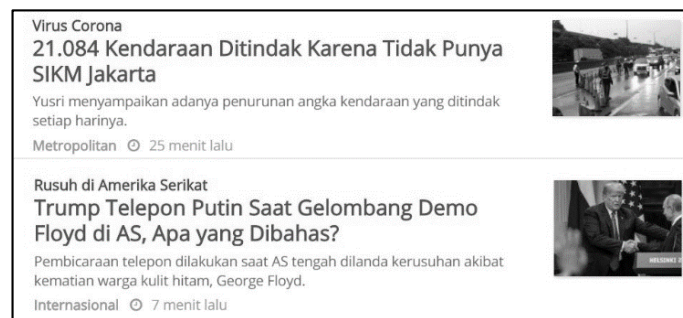 Virus Corona
21.084 Kendaraan Ditindak Karena Tidak Punya
SIKM Jakarta
Yusri menyampaikan adanya penurunan angka kendaraan yang ditindak
setiap harinya.
Metropolitan 25 menit lalu
Rusuh di Amerika Serikat
Trump Telepon Putin Saat Gelombang Demo
Floyd di AS, Apa yang Dibahas?
Pembicaraan telepon dilakukan saat AS tengah dilanda kerusuhan akibat
kematian warga kulit hitam, George Floyd.
HELSINKI 2
Internasional 7 menit lalu